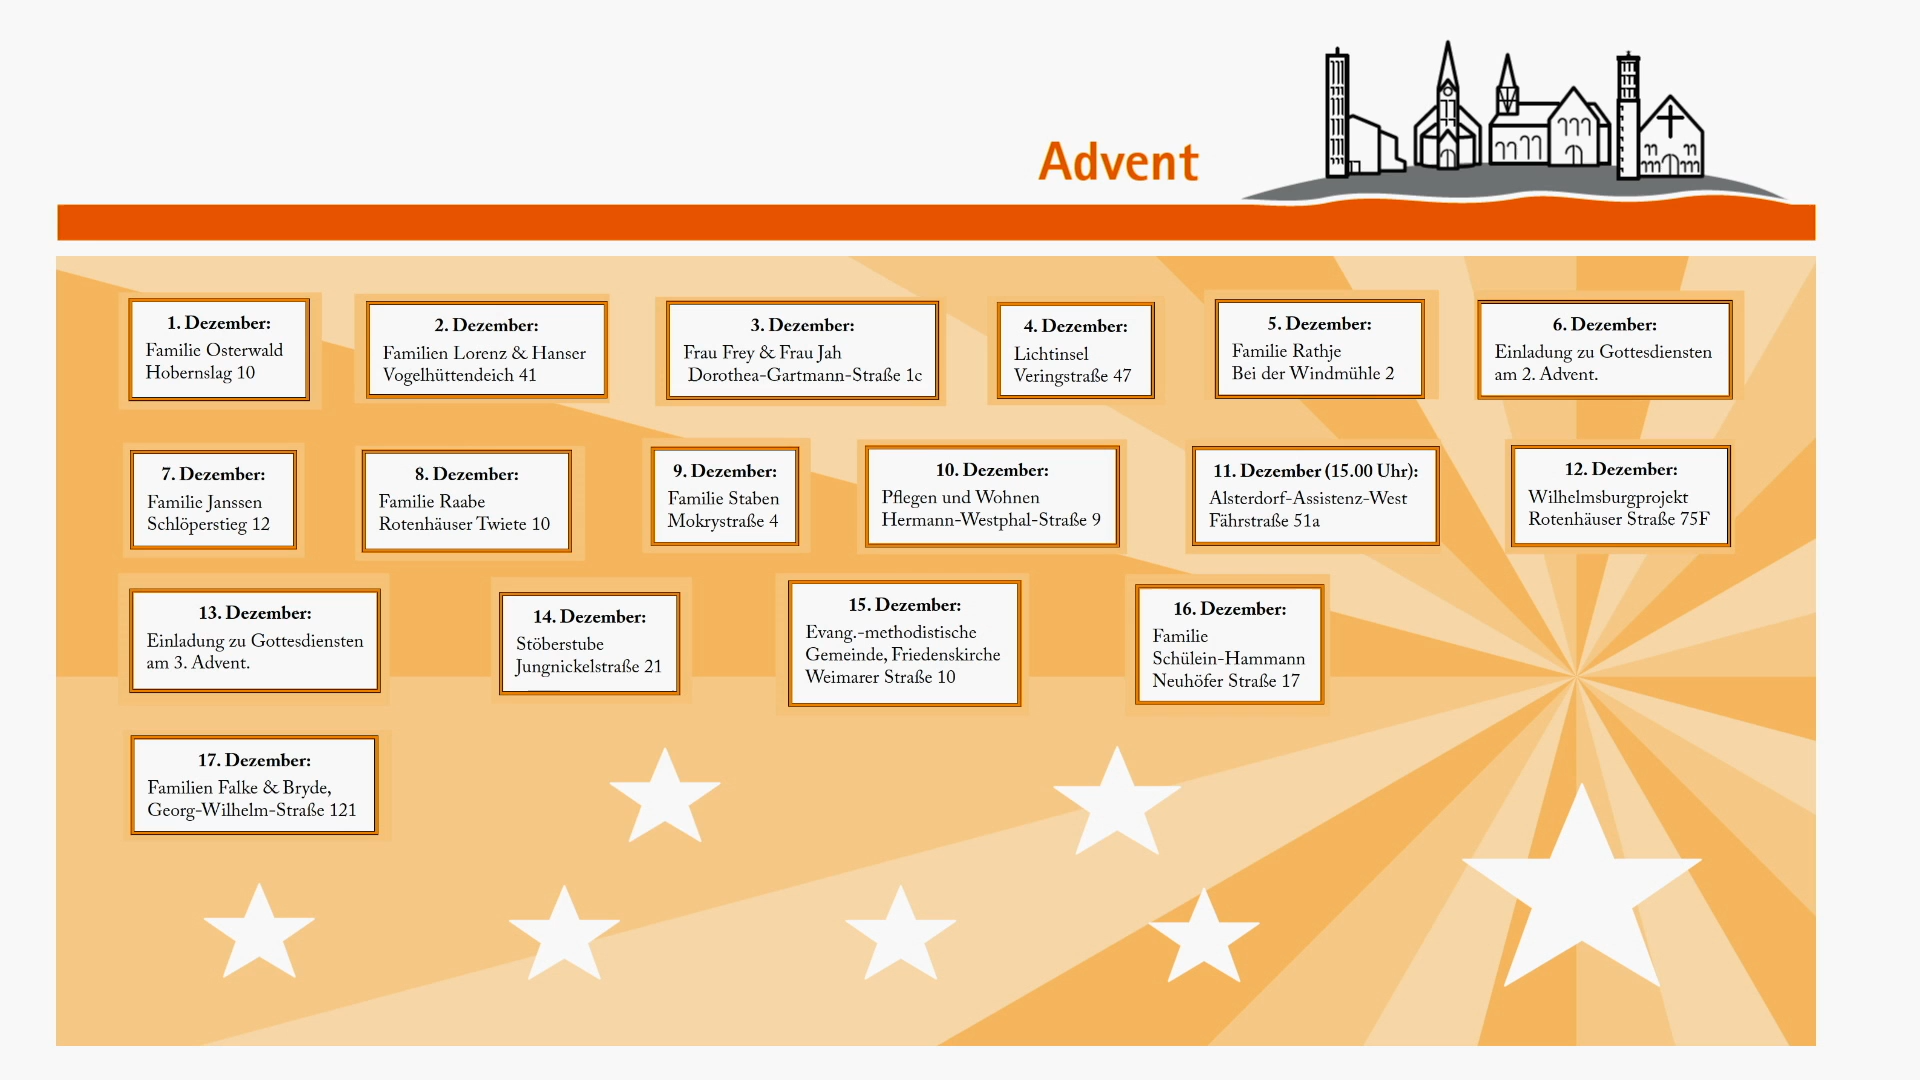 Advent
1. Dezember:
Familie Osterwald
Hobernslag 10
2. Dezember:
Familien Lorenz & Hanser
Vogelhüttendeich 41
3. Dezember:
Frau Frey & Frau Jah
Dorothea-Gartmann-Straße 1c
4. Dezember:
Lichtinsel
Veringstraße 47
5. Dezember:
Familie Rathje
Bei der Windmühle 2
6. Dezember:
Einladung zu Gottesdiensten
am 2. Advent.
7. Dezember:
Familie Janssen
Schlöperstieg 12
8. Dezember:
Familie Raabe
Rotenhäuser Twiete 10
9. Dezember:
Familie Staben
Mokrystraße 4
10. Dezember:
Pflegen und Wohnen
Hermann-Westphal-Straße 9
11. Dezember (15.00 Uhr):
Alsterdorf-Assistenz-West
Fährstraße 51a
12. Dezember:
Wilhelmsburgprojekt
Rotenhäuser Straße 75F
13. Dezember:
Einladung zu Gottesdiensten
am 3. Advent.
14. Dezember:
Stöberstube
Jungnickelstraße 21
15. Dezember:
Evang.-methodistische
Gemeinde, Friedenskirche
Weimarer Straße 10
16. Dezember:
Familie
Schülein-Hammann
Neuhöfer Straße 17
17. Dezember:
Familien Falke & Bryde,
Georg-Wilhelm-Straße 121